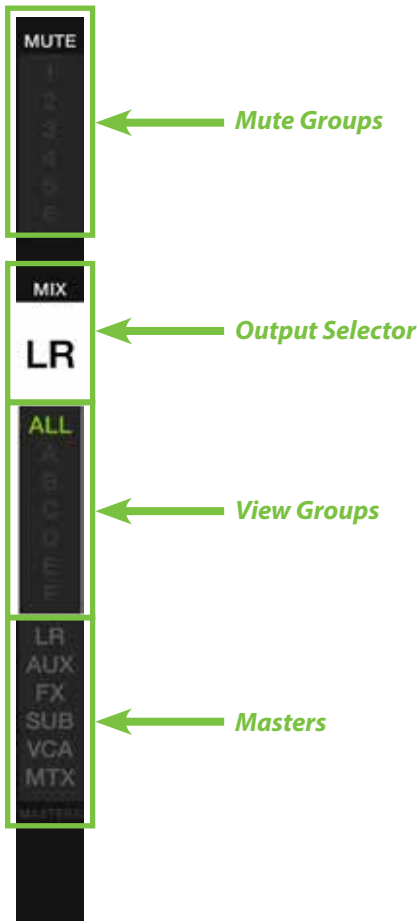 MUTE
1
2
3
4
5
6
Mute Groups
MIX
LR
Output Selector
ALL
A
B
C
D
E
F
View Groups
LR
AUX
FX
SUB
VCA
MTX
MASTERS
Masters